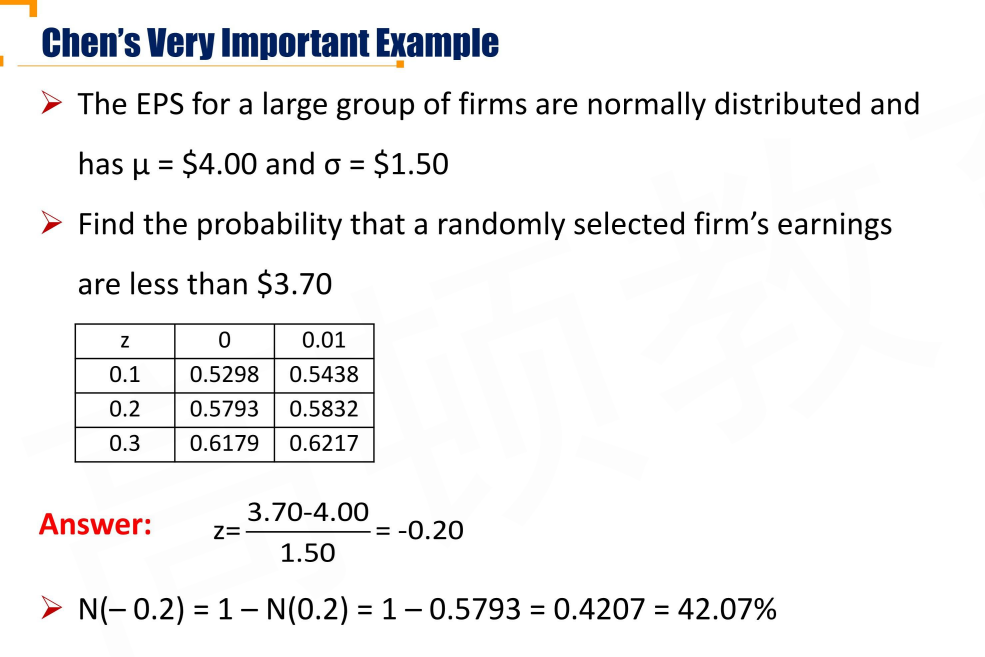 Chen's Very Important Example
➢ The EPS for a large group of firms are normally distributed and
has μ = $4.00 and σ = $1.50
➢ Find the probability that a randomly selected firm's earnings
are less than $3.70
z 0 0.01
0.1 0.5298 0.5438
0.2 0.5793 0.5832
0.3 0.6179 0.6217
Answer:
z= 3.70-4.00 / 1.50 = -0.20
➢ N(– 0.2) = 1 – N(0.2) = 1 – 0.5793 = 0.4207 = 42.07%
高顿教